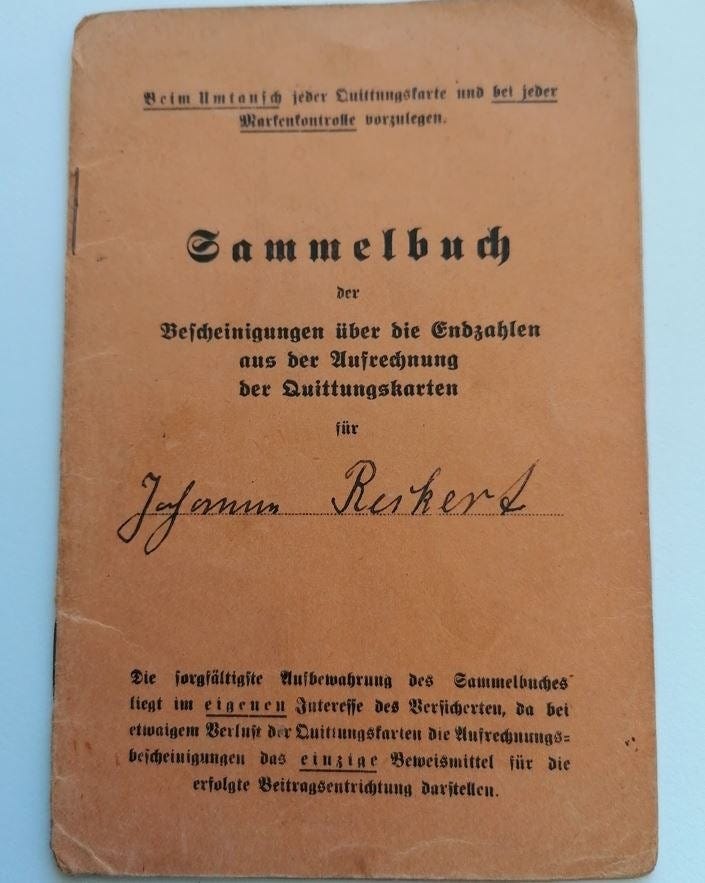 Beim Umtausch jeder Quittungskarte und bei jeder
Markenkontrolle vorzulegen.
Sammelbuch
der
Bescheinigungen über die Endzahlen
aus der Aufrechnung
der Quittungskarten
für
Johann
Die sorgfältigste Aufbewahrung des Sammelbuches
liegt im eigenen Interesse des Versicherten, da bei
etwaigem Verlust der Quittungskarten die Aufrechnungs-
bescheinigungen das einzige Beweismittel für die
erfolgte Beitragsentrichtung darstellen.